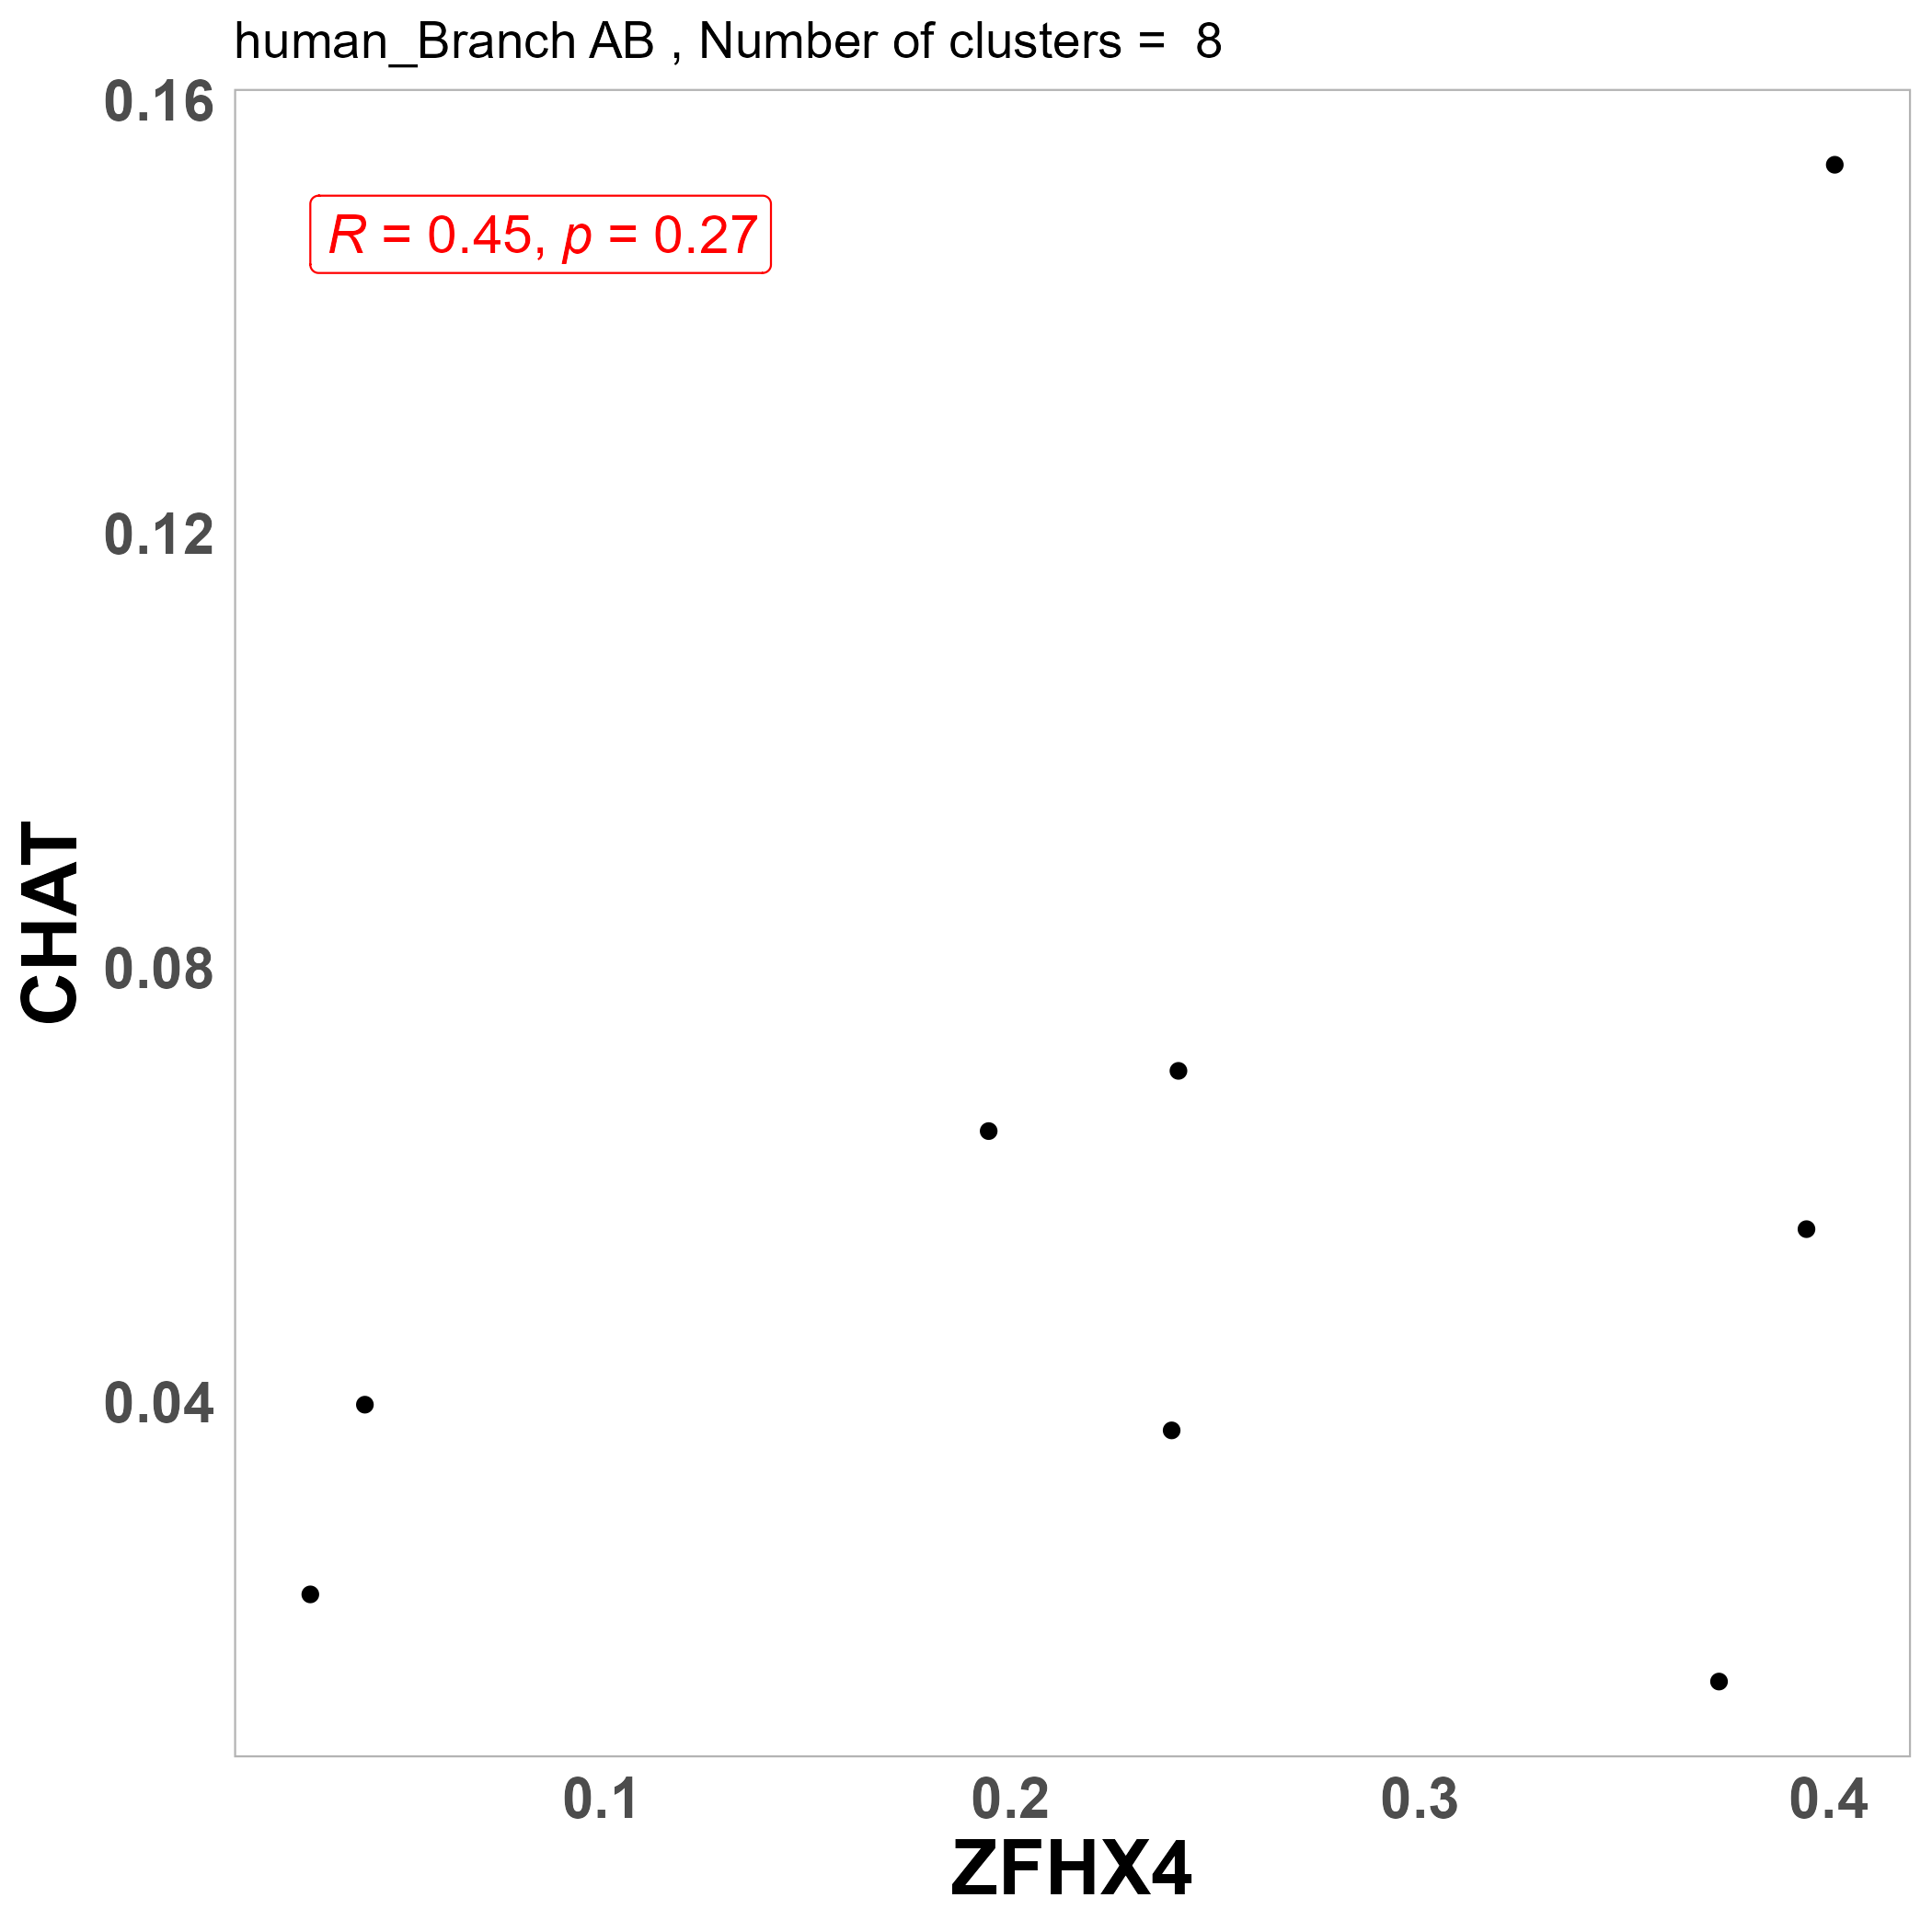 human_Branch AB , Number of clusters =  8
0.16
R = 0.45, p = 0.27
0.12
CHAT
0.08
0.04
0.1 0.2 0.3 0.4
ZFHX4